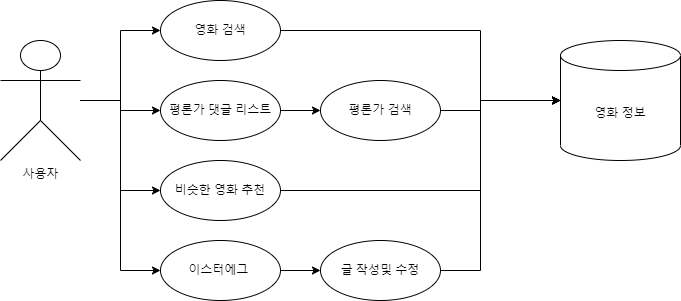 영화 검색
평론가 댓글 리스트
평론가 검색
영화 정보
사용자
비슷한 영화 추천
이스터에그
글 작성및 수정